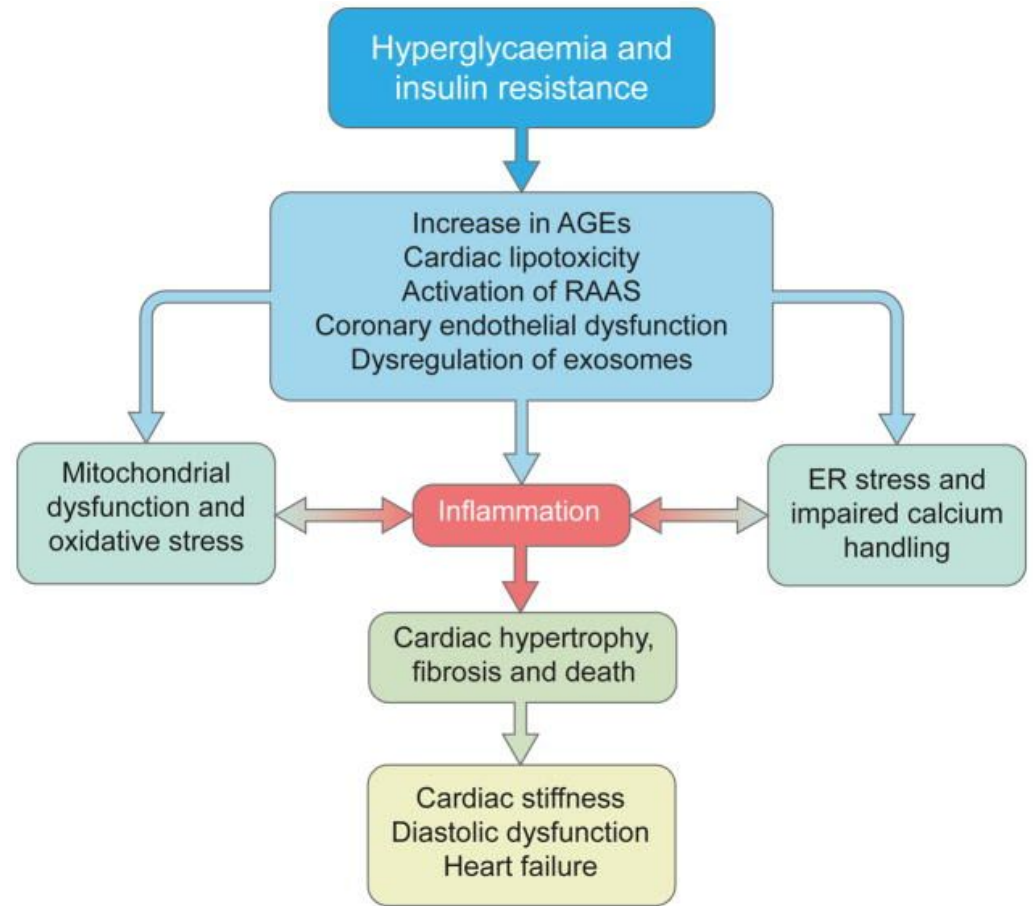 Hyperglycaemia and
insulin resistance
Increase in AGEs
Cardiac lipotoxicity
Activation of RAAS
Coronary endothelial dysfunction
Dysregulation of exosomes
Mitochondrial
dysfunction and
oxidative stress
Inflammation
ER stress and
impaired calcium
handling
Cardiac hypertrophy,
fibrosis and death
Cardiac stiffness
Diastolic dysfunction
Heart failure